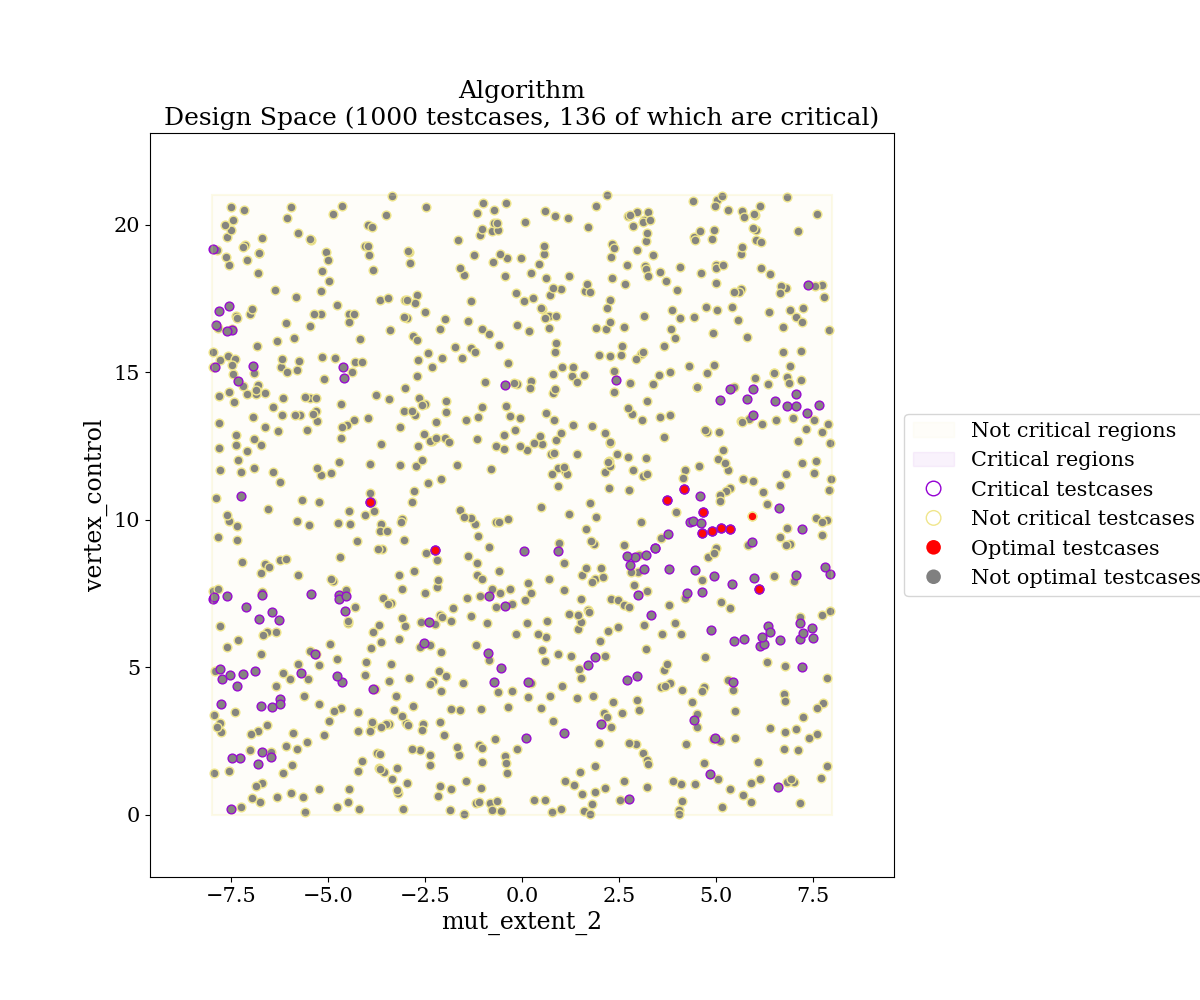 Algorithm
Design Space (1000 testcases, 136 of which are critical)
20
15
10
5
0
vertex_control
−7.5
−5.0
−2.5
0.0
2.5
5.0
7.5
mut_extent_2
Not critical regions
Critical regions
Critical testcases
Not critical testcases
Optimal testcases
Not optimal testcases